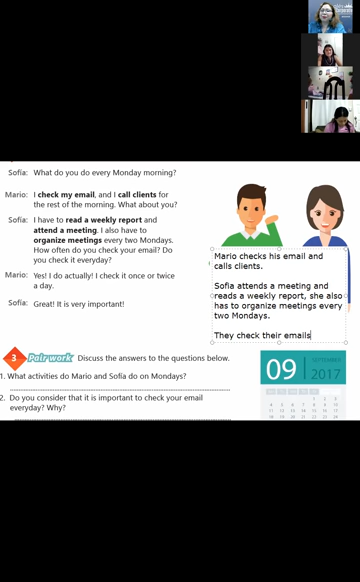 Sofía: What do you do every Monday morning?
Mario: I check my email, and I call clients for
the rest of the morning. What about you?
Sofía: I have to read a weekly report and
attend a meeting. I also have to
organize meetings every two Mondays.
How often do you check your email? Do
you check it everyday?
Mario: Yes! I do actually! I check it once or twice
a day.
Sofía: Great! It is very important!
Mario checks his email and
calls clients.
Sofia attends a meeting and
reads a weekly report, she also
has to organize meetings every
two Mondays.
They check their emails
3 Pair work Discuss the answers to the questions below.
1. What activities do Mario and Sofía do on Mondays?
2. Do you consider that it is important to check your email
everyday? Why?
09 SEPTEMBER
2017